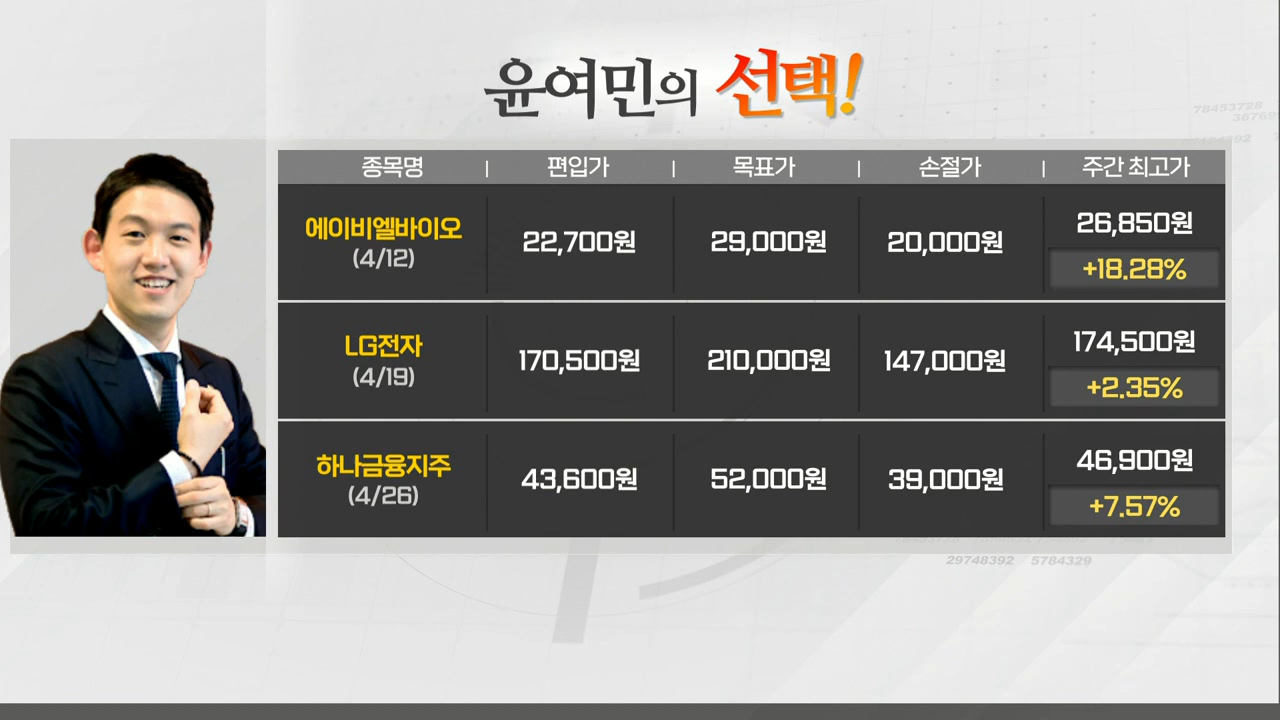 윤여민의 선택!
종목명 | 편입가 | 목표가 | 손절가 | 주간 최고가
에이비엘바이오
(4/12)
22,700원
29,000원
20,000원
26,850원
+18.28%
LG전자
(4/19)
170,500원
210,000원
147,000원
174,500원
+2.35%
하나금융지주
(4/26)
43,600원
52,000원
39,000원
46,900원
+7.57%
78453728
29748392 5784329